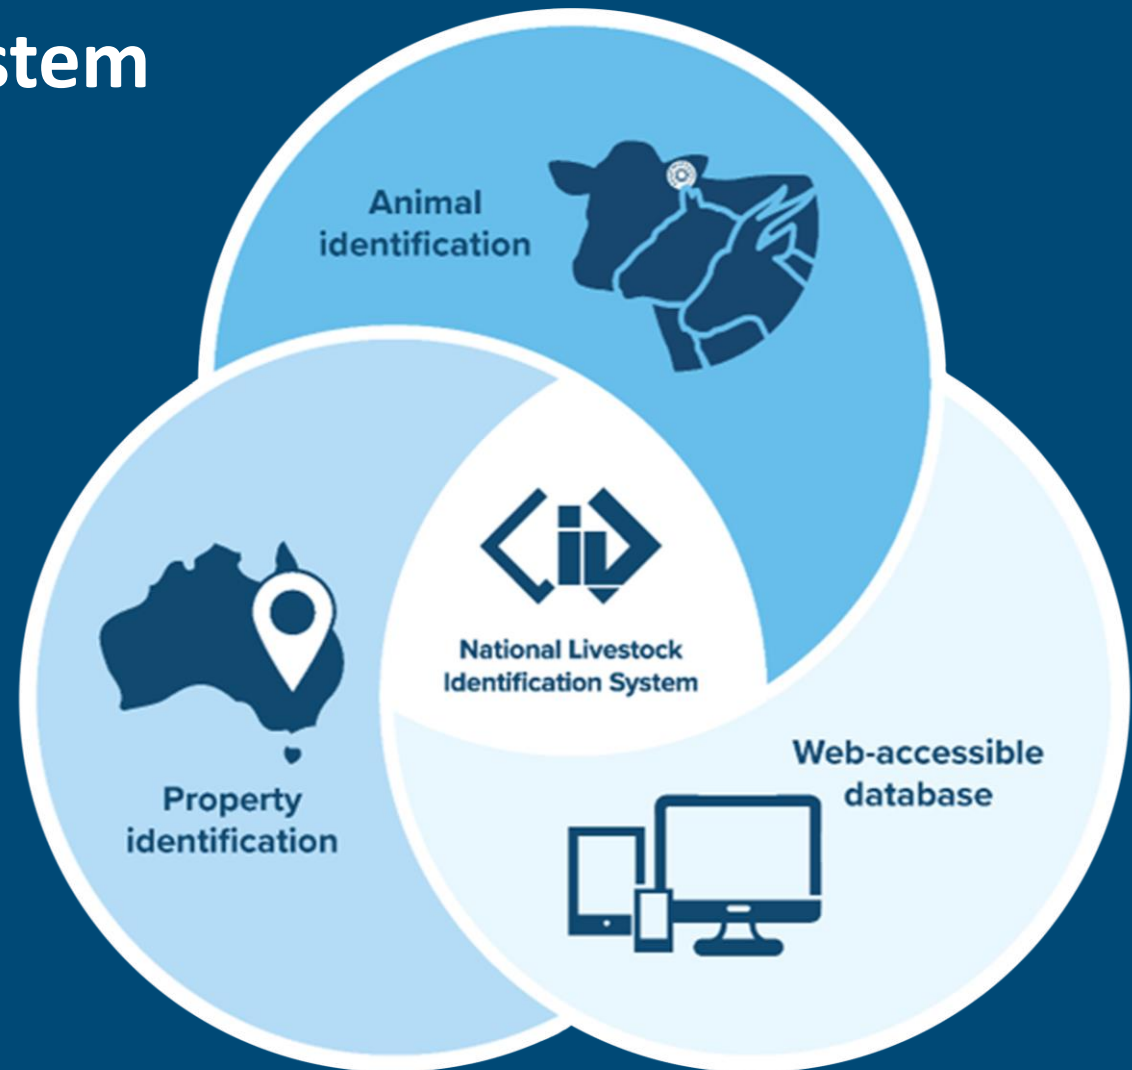 stem
Animal
identification
National Livestock
Identification System
Property
identification
Web-accessible
database